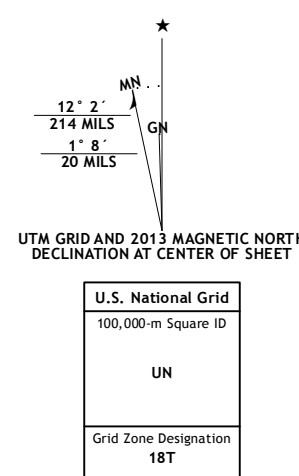 ★
MN
12° 2´
214 MILS
GN
1° 8´
20 MILS
UTM GRID AND 2013 MAGNETIC NORTH
DECLINATION AT CENTER OF SHEET
U.S. National Grid
100,000-m Square ID
UN
Grid Zone Designation
18T